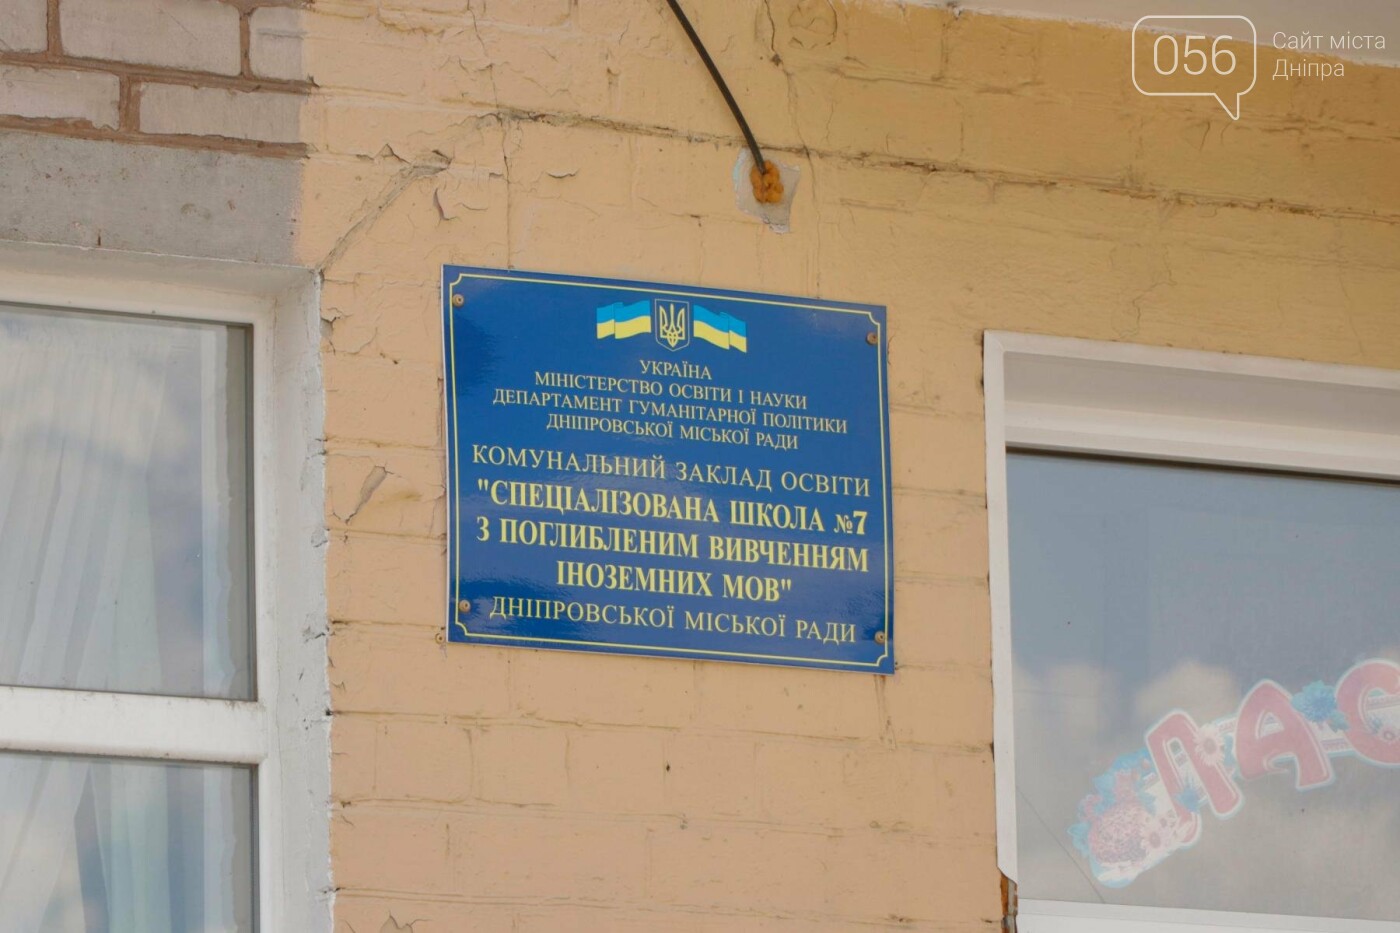 056
Сайт міста
Дніпра
УКРАЇНА
МІНІСТЕРСТВО ОСВІТИ І НАУКИ
ДЕПАРТАМЕНТ ГУМАНІТАРНОЇ ПОЛІТИКИ
ДНІПРОВСЬКОЇ МІСЬКОЇ РАДИ
КОМУНАЛЬНИЙ ЗАКЛАД ОСВІТИ
"СПЕЦІАЛІЗОВАНА ШКОЛА №7
З ПОГЛИБЛЕНИМ ВИВЧЕННЯМ
ІНОЗЕМНИХ МОВ"
ДНІПРОВСЬКОЇ МІСЬКОЇ РАДИ
ЛАС